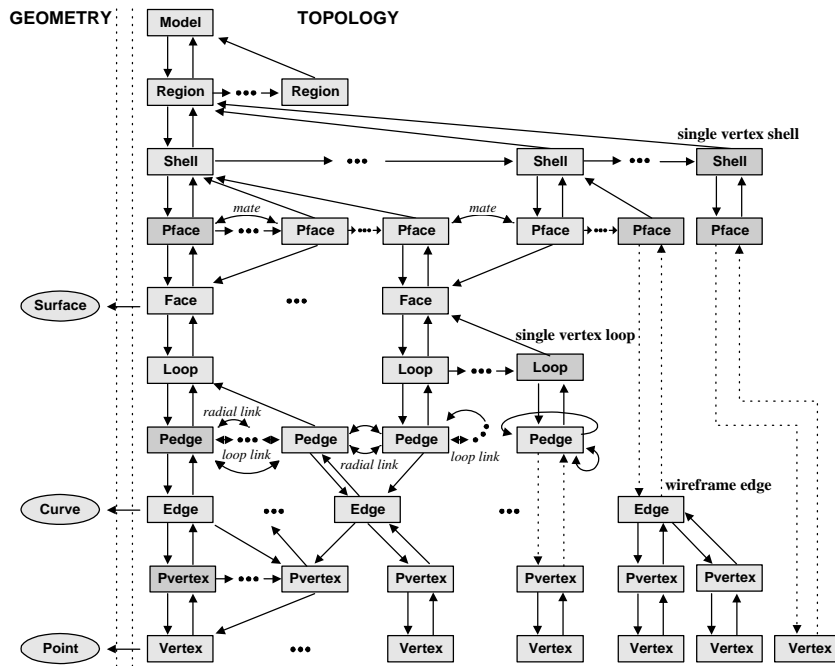 GEOMETRY TOPOLOGY
Model
Region Region
single vertex shell
Shell Shell Shell
mate mate
Pface Pface Pface Pface Pface Pface
Surface Face Face
single vertex loop
Loop Loop Loop
radial link
Pedge Pedge Pedge Pedge
loop link radial link loop link
wireframe edge
Curve Edge Edge Edge
Pvertex Pvertex Pvertex Pvertex Pvertex Pvertex
Point Vertex Vertex Vertex Vertex Vertex Vertex